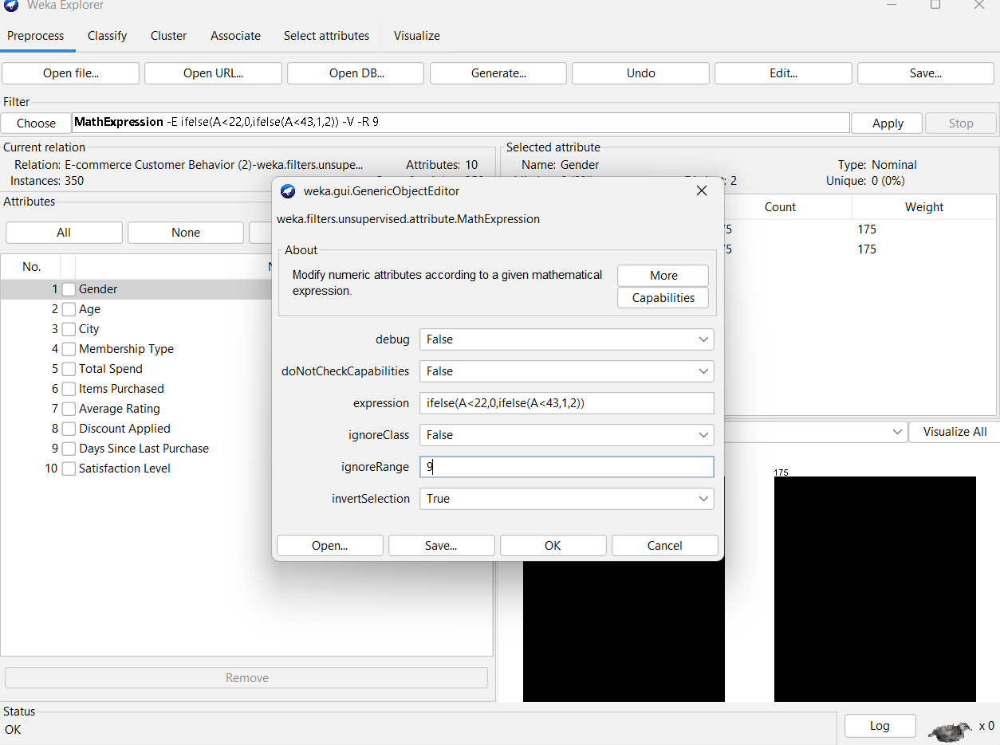 Weka Explorer
Preprocess Classify Cluster Associate Select attributes Visualize
Open file... Open URL... Open DB... Generate... Undo Edit... Save...
Filter
Choose MathExpression -E ifelse(A<22,0,ifelse(A<43,1,2)) -V -R 9 Apply Stop
Current relation
Relation: E-commerce Customer Behavior (2)-weka.filters.unsupe... Attributes: 10
Instances: 350
Selected attribute
Name: Gender Type: Nominal
: 2 Unique: 0 (0%)
Attributes
All None
No.
1 Gender
2 Age
3 City
4 Membership Type
5 Total Spend
6 Items Purchased
7 Average Rating
8 Discount Applied
9 Days Since Last Purchase
10 Satisfaction Level
Remove
weka.gui.GenericObjectEditor
weka.filters.unsupervised.attribute.MathExpression
About
Modify numeric attributes according to a given mathematical
expression.
More
Capabilities
debug False
doNotCheckCapabilities False
expression ifelse(A<22,0,ifelse(A<43,1,2))
ignoreClass False
ignoreRange 9
invertSelection True
Open... Save... OK Cancel
Count Weight
5 175
5 175
Visualize All
175
Status
OK
Log x 0